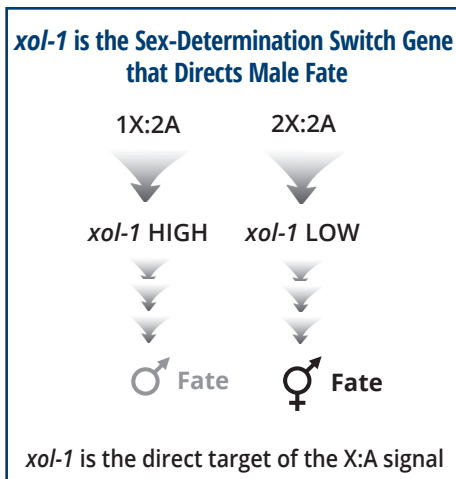 xol-1 is the Sex-Determination Switch Gene
that Directs Male Fate
1X:2A 2X:2A
xol-1 HIGH xol-1 LOW
Fate Fate
xol-1 is the direct target of the X:A signal